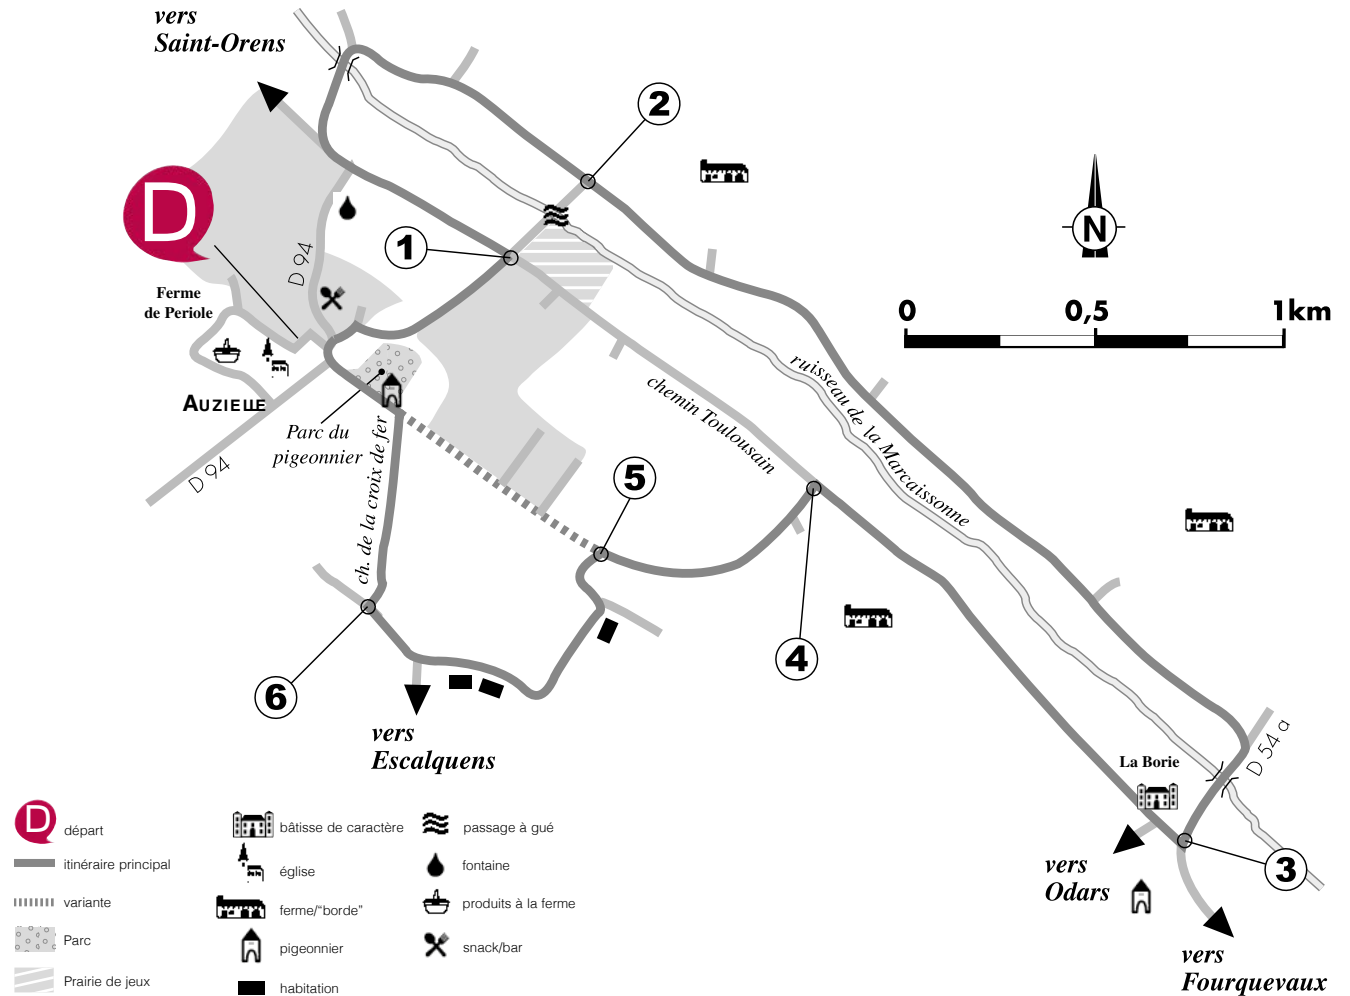 vers
Saint-Orens
2
D
1
N
D 94
Ferme
de Periole
0 0,5 1km
ruisseau de la Marcaissonne
chemin Toulousain
AUZIELLE
Parc du
pigeonnier
ch. de la croix de fer
D 94
5
4
6
vers
Escalquens
D 54 a
La Borie
3
vers
Odars
vers
Fourquevaux
D départ
itinéraire principal
variante
Parc
Prairie de jeux
bâtisse de caractère
église
ferme/"borde"
pigeonnier
habitation
passage à gué
fontaine
produits à la ferme
snack/bar